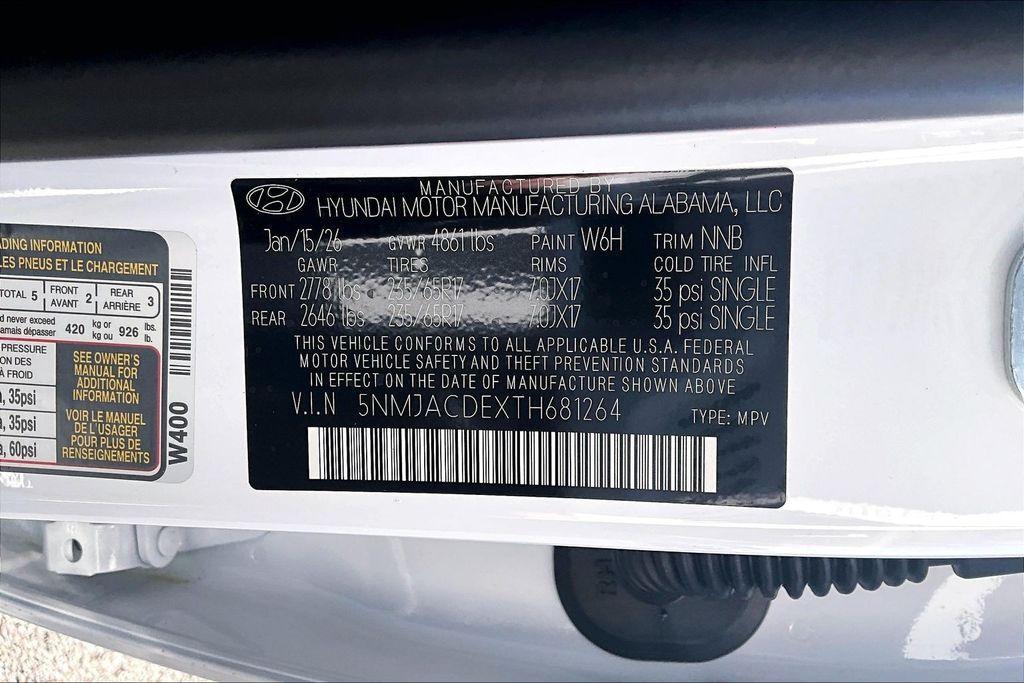 MANUFACTURED BY
HYUNDAI MOTOR MANUFACTURING ALABAMA, LLC
Jan/15/26 GVWR 4861 lbs PAINT W6H TRIM NNB
GAWR TIRES RIMS COLD TIRE INFL
FRONT 2778 lbs 235/65R17 7.0JX17 35 psi SINGLE
REAR 2646 lbs 235/65R17 7.0JX17 35 psi SINGLE
THIS VEHICLE CONFORMS TO ALL APPLICABLE U.S.A. FEDERAL
MOTOR VEHICLE SAFETY AND THEFT PREVENTION STANDARDS
IN EFFECT ON THE DATE OF MANUFACTURE SHOWN ABOVE
V.I.N 5NMJACDEXTH681264 TYPE: MPV
ADING INFORMATION
LES PNEUS ET LE CHARGEMENT
TOTAL 5 FRONT AVANT 2 REAR ARRIÈRE 3
d never exceed
amais dépasser 420 kg or kg ou 926 lbs. lb.
PRESSURE
ON DES
À FROID
a, 35psi
a, 35psi
a, 60psi
SEE OWNER'S
MANUAL FOR
ADDITIONAL
INFORMATION
VOIR LE MANUEL
DE L'USAGER
POUR PLUS DE
RENSEIGNEMENTS
W400
RH